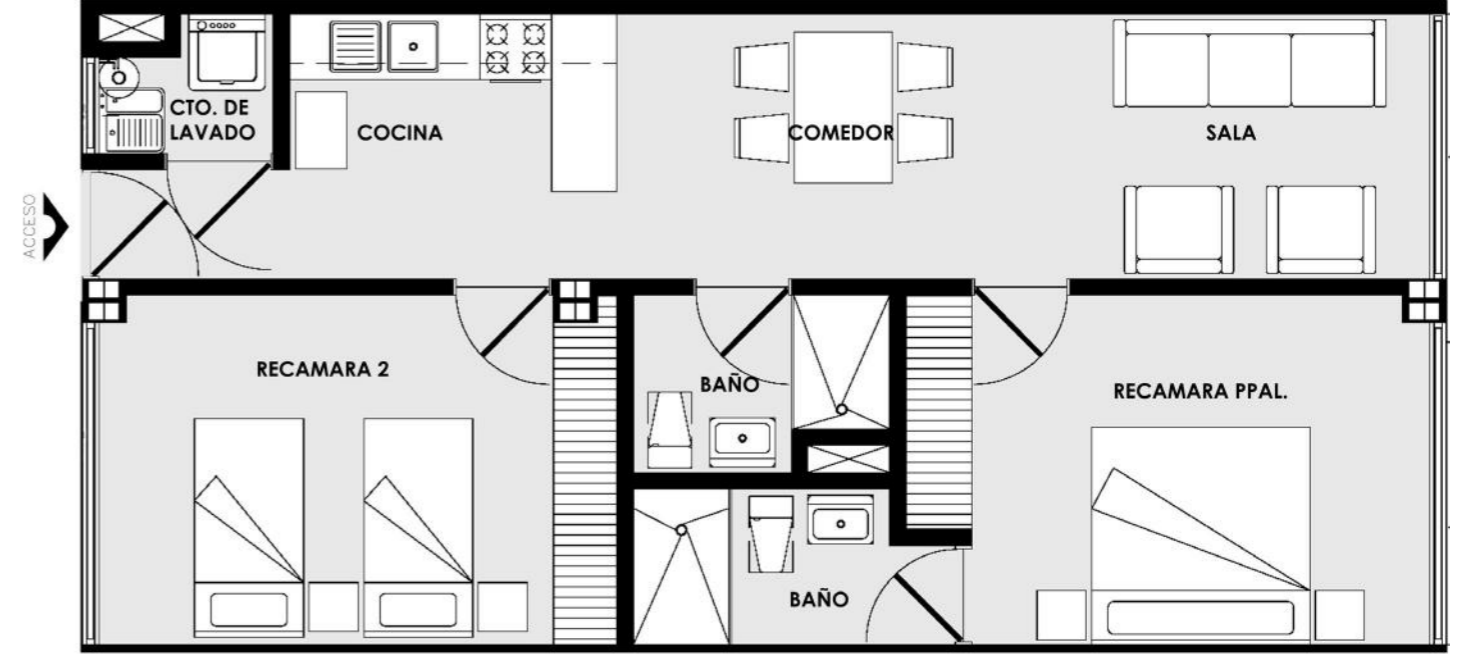 CTO. DE
LAVADO
COCINA
COMEDOR
SALA
ACCESO
RECAMARA 2
BAÑO
RECAMARA PPAL.
BAÑO